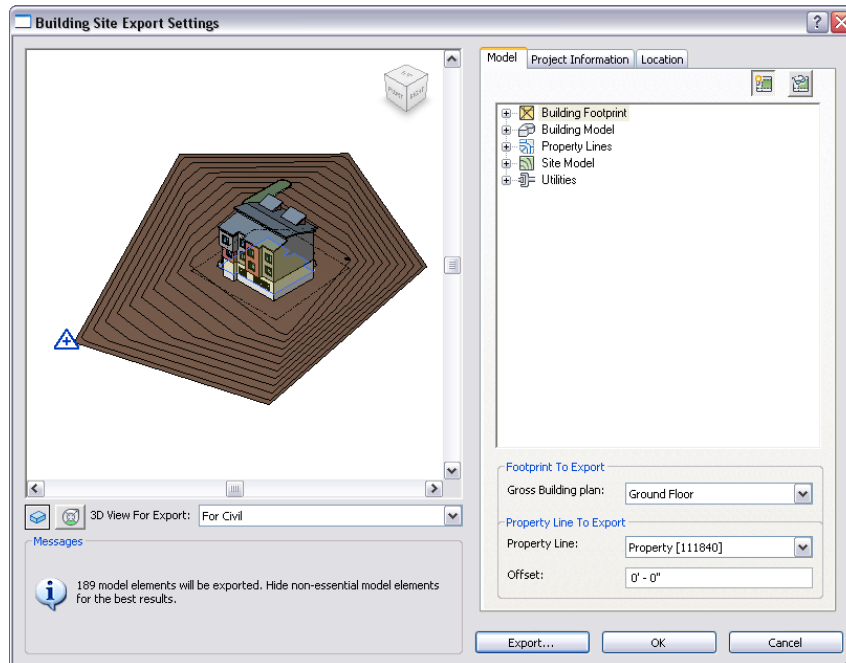 Building Site Export Settings
Model
Project Information
Location
Building Footprint
Building Model
Property Lines
Site Model
Utilities
Footprint To Export
Gross Building plan:
Ground Floor
Property Line To Export
Property Line:
Property [111840]
Offset:
0' - 0"
3D View For Export:
For Civil
Messages
189 model elements will be exported. Hide non-essential model elements
for the best results.
Export...
OK
Cancel